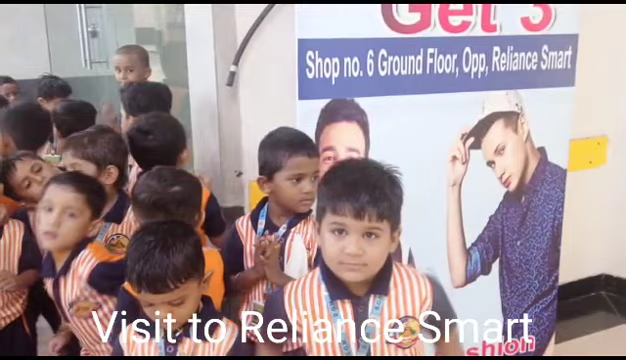 Get 3
Shop no. 6 Ground Floor, Opp, Reliance Smart
Visit to Reliance Smart